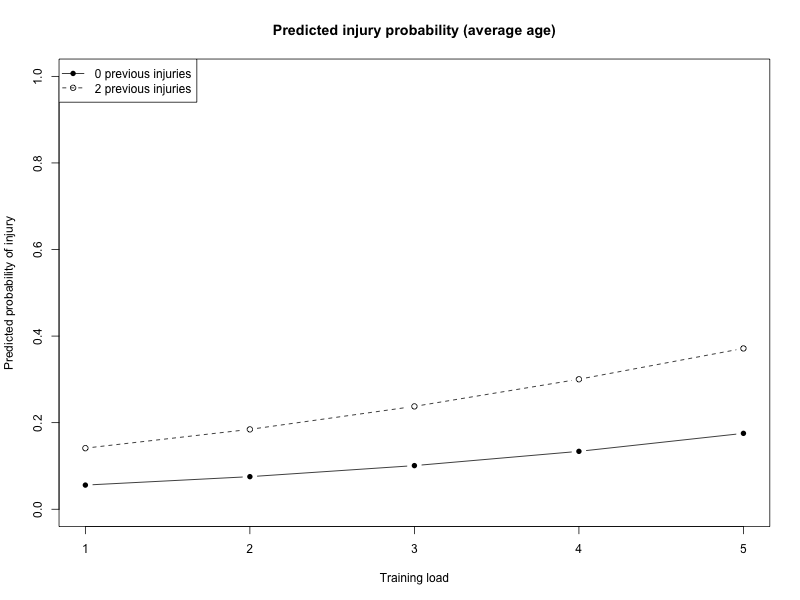 Predicted injury probability (average age)
0 previous injuries
2 previous injuries
Predicted probability of injury
1.0
0.8
0.6
0.4
0.2
0.0
1 2 3 4 5
Training load